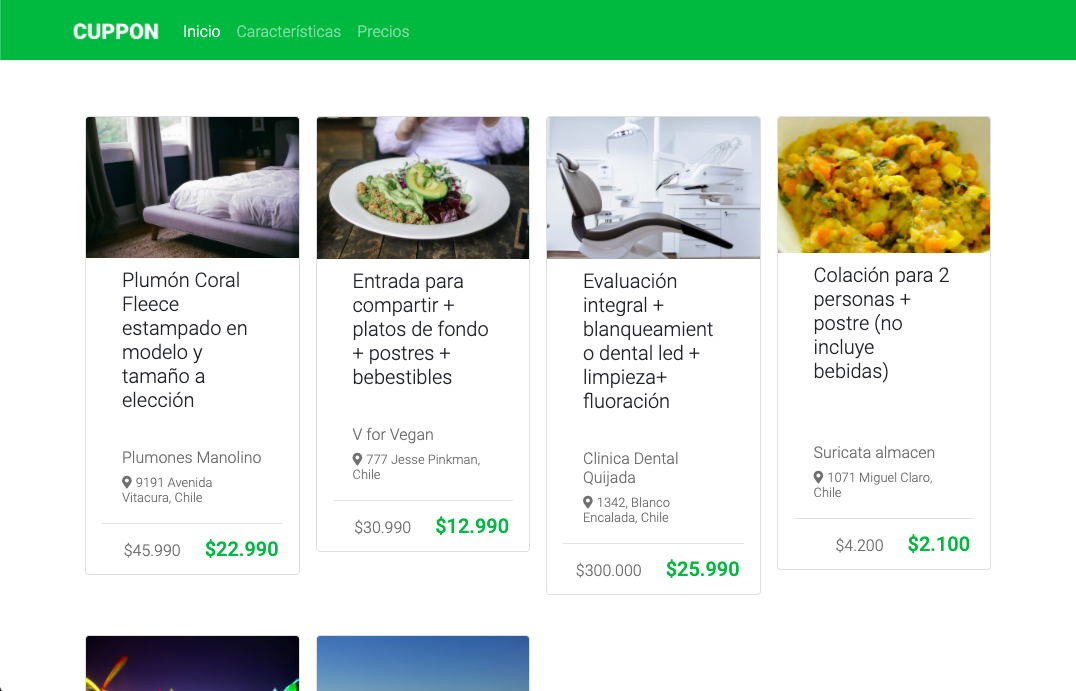 CUPPON Inicio Características Precios
Plumón Coral
Fleece
estampado en
modelo y
tamaño a
elección
Plumones Manolino
9191 Avenida
Vitacura, Chile
$45.990 $22.990
Entrada para
compartir +
platos de fondo
+ postres +
bebestibles
V for Vegan
777 Jesse Pinkman,
Chile
$30.990 $12.990
Evaluación
integral +
blanqueamient
o dental led +
limpieza+
fluoración
Clinica Dental
Quijada
1342, Blanco
Encalada, Chile
$300.000 $25.990
Colación para 2
personas +
postre (no
incluye
bebidas)
Suricata almacen
1071 Miguel Claro,
Chile
$4.200 $2.100